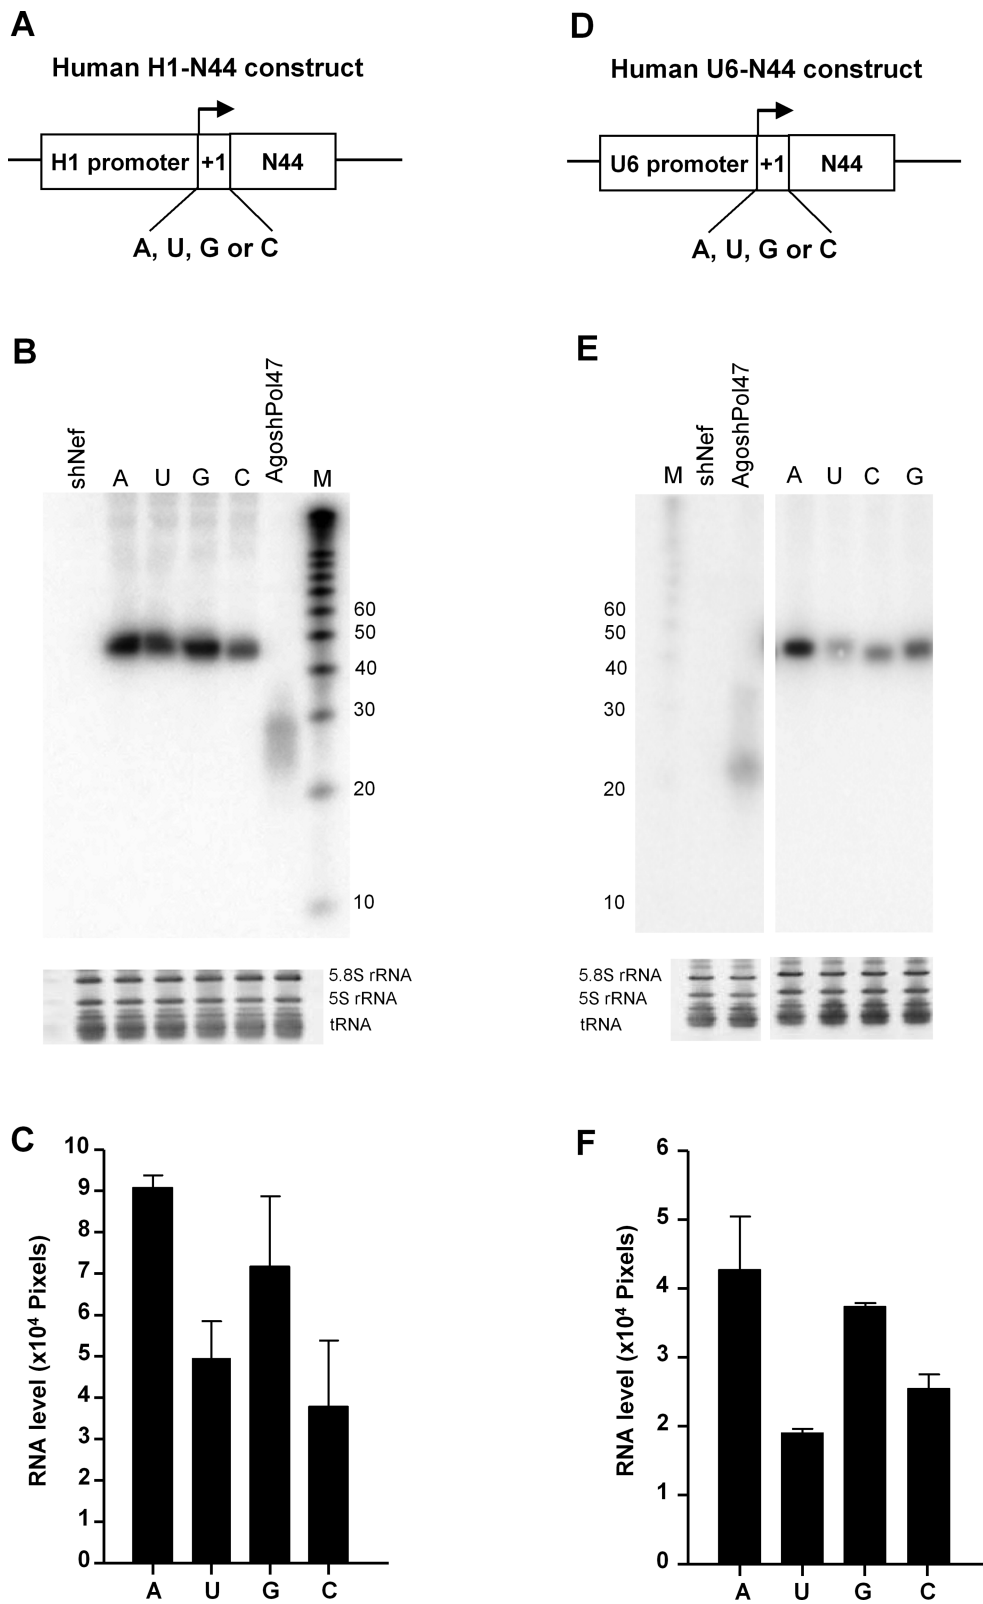 A
Human H1-N44 construct
H1 promoter +1 N44
A, U, G or C
B
shNef A U G C AgoshPol47 M
60
50
40
30
20
10
5.8S rRNA
5S rRNA
tRNA
C
RNA level (x10⁴ Pixels)
10
9
8
7
6
5
4
3
2
1
0
A U G C
D
Human U6-N44 construct
U6 promoter +1 N44
A, U, G or C
E
M shNef AgoshPol47 A U C G
60
50
40
30
20
10
5.8S rRNA
5S rRNA
tRNA
F
RNA level (x10⁴ Pixels)
6
5
4
3
2
1
0
A U G C